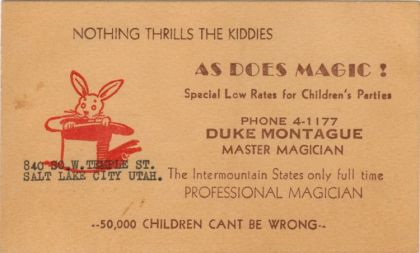 NOTHING THRILLS THE KIDDIES
AS DOES MAGIC !
Special Low Rates for Children's Parties
PHONE 4-1177
DUKE MONTAGUE
MASTER MAGICIAN
840 SO.W.TEMPLE ST.
SALT LAKE CITY UTAH.
The Intermountain States only full time
PROFESSIONAL MAGICIAN
--50,000 CHILDREN CANT BE WRONG--